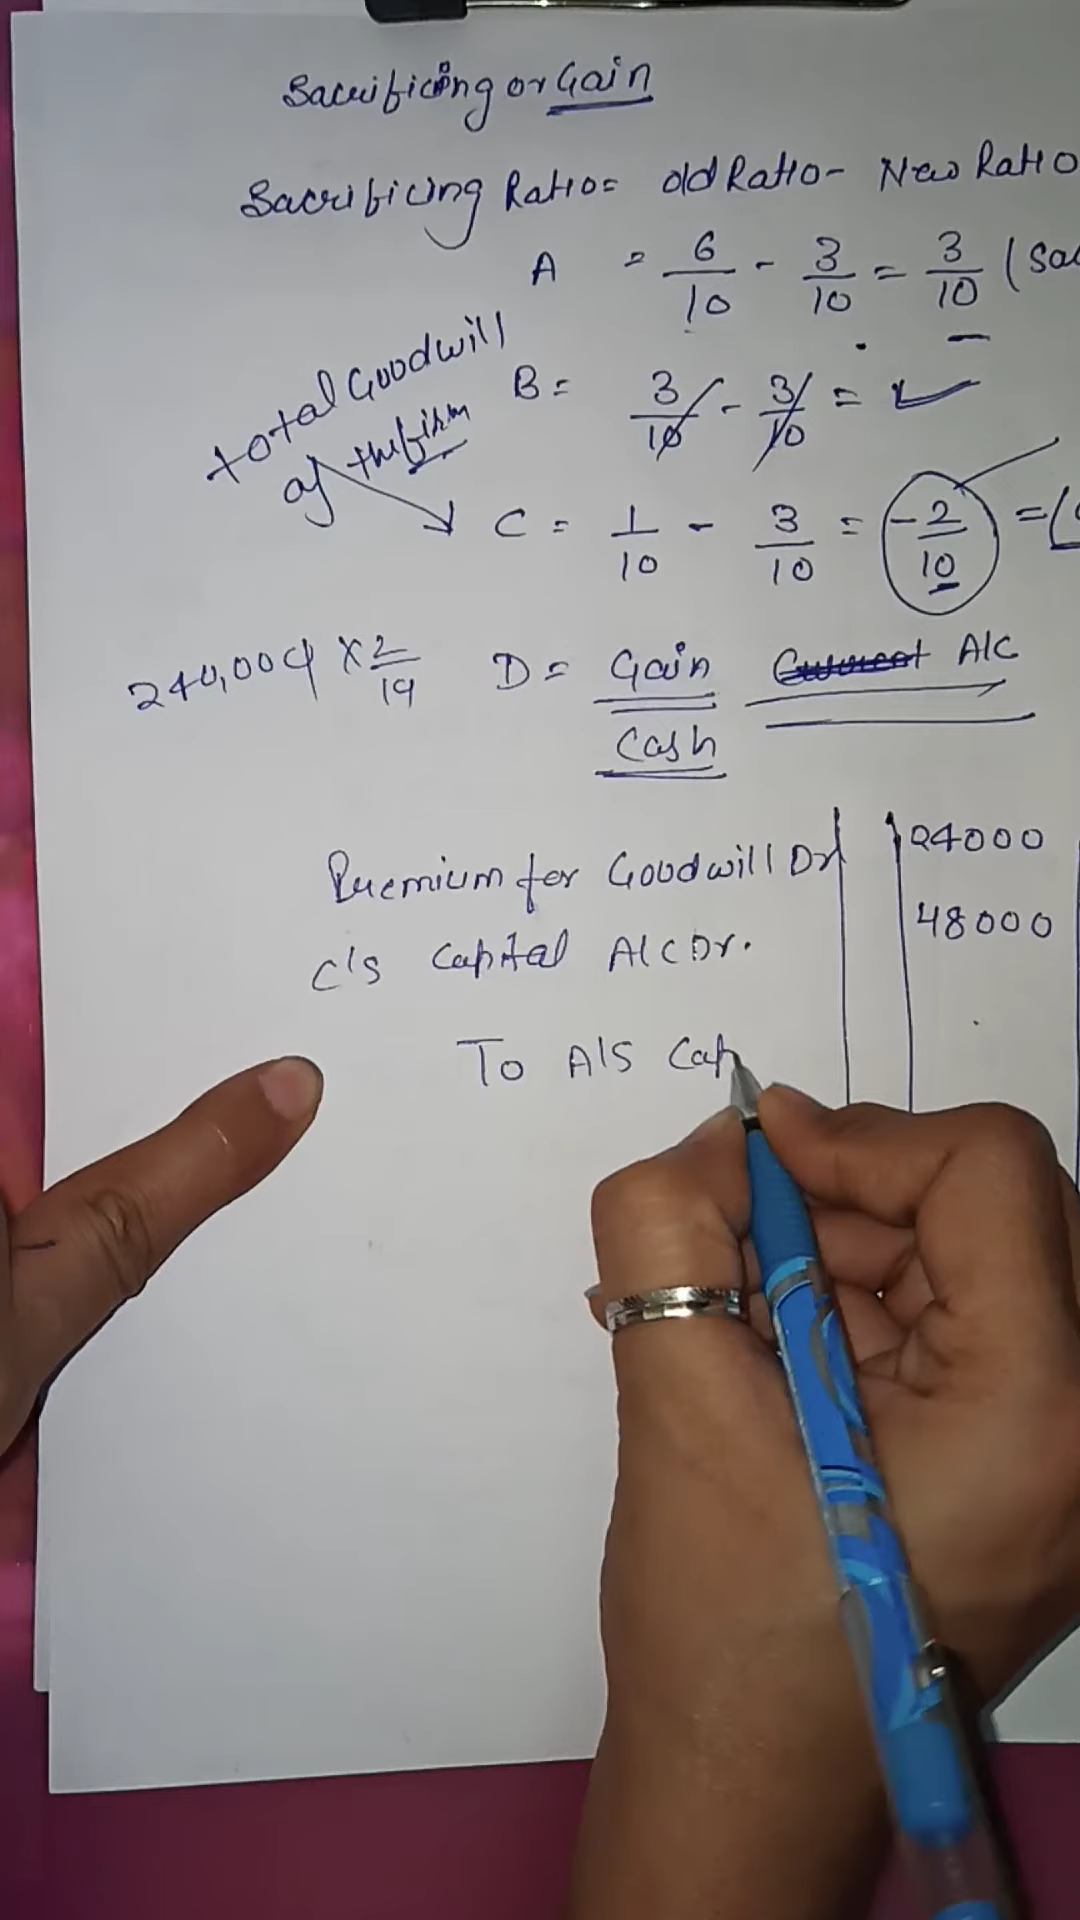 Sacrificing or Gain
Sacrificing Ratio = old Ratio - New Ratio
A = 6/10 - 3/10 = 3/10 (Sac
B = 3/10 - 3/10 =
total Goodwill
of the firm
C = 1/10 - 3/10 = -2/10 = (
240,000 × 2/10
D = Gain A/C
Cash
Premium for Goodwill Dr 24000
C's Capital A/C Dr. 48000
To A's Cap